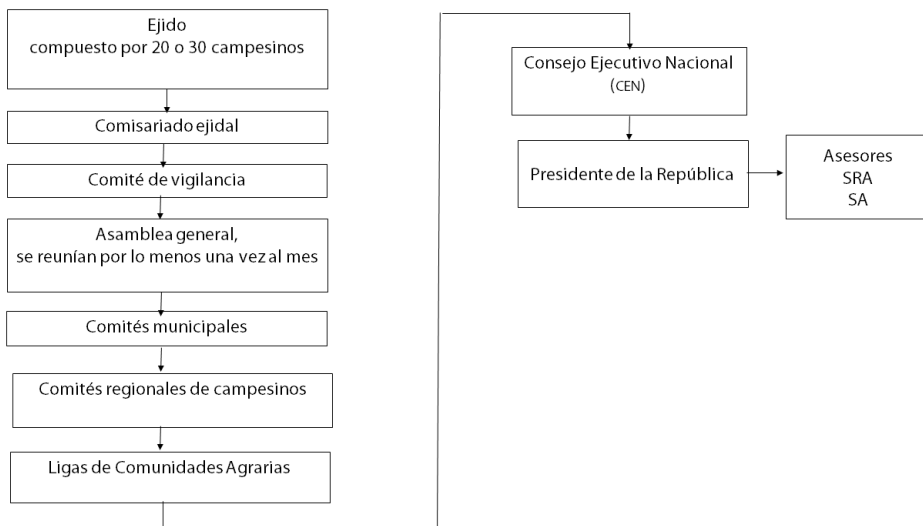 Ejido
compuesto por 20 o 30 campesinos
Comisariado ejidal
Comité de vigilancia
Asamblea general,
se reunían por lo menos una vez al mes
Comités municipales
Comités regionales de campesinos
Ligas de Comunidades Agrarias
Consejo Ejecutivo Nacional
(CEN)
Presidente de la República
Asesores
SRA
SA